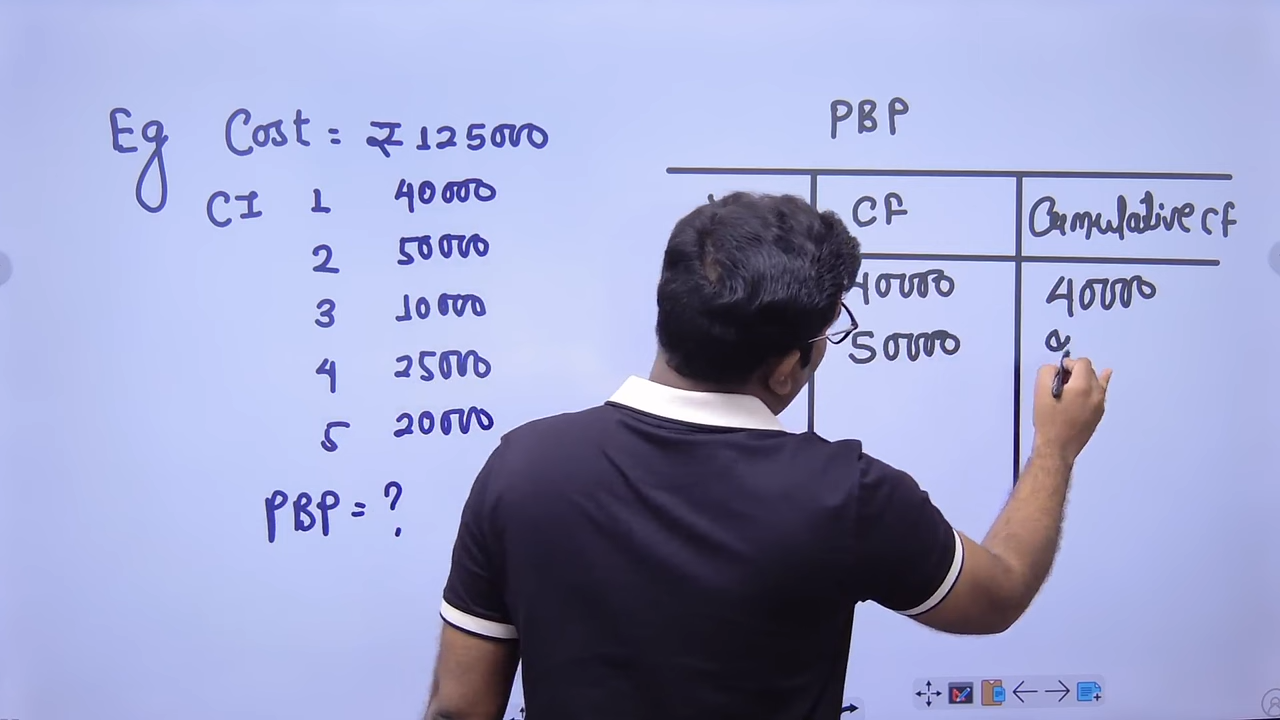 Eg Cost = ₹ 125000
CI 1 40000
2 50000
3 10000
4 25000
5 20000
PBP = ?
PBP
CF Cumulative CF
40000 40000
50000